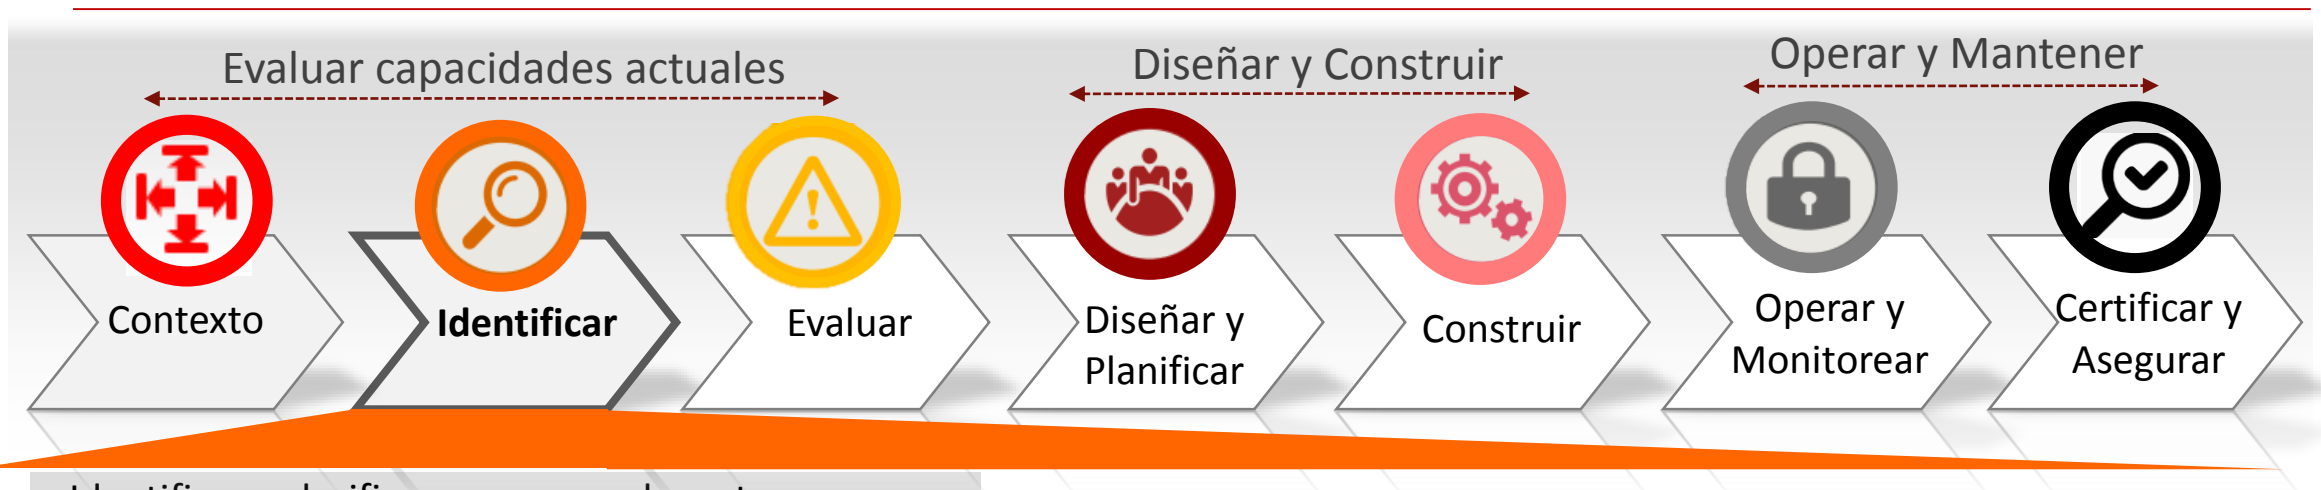 Evaluar capacidades actuales
Diseñar y Construir
Operar y Mantener
Contexto
Identificar
Evaluar
Diseñar y
Planificar
Construir
Operar y
Monitorear
Certificar y
Asegurar